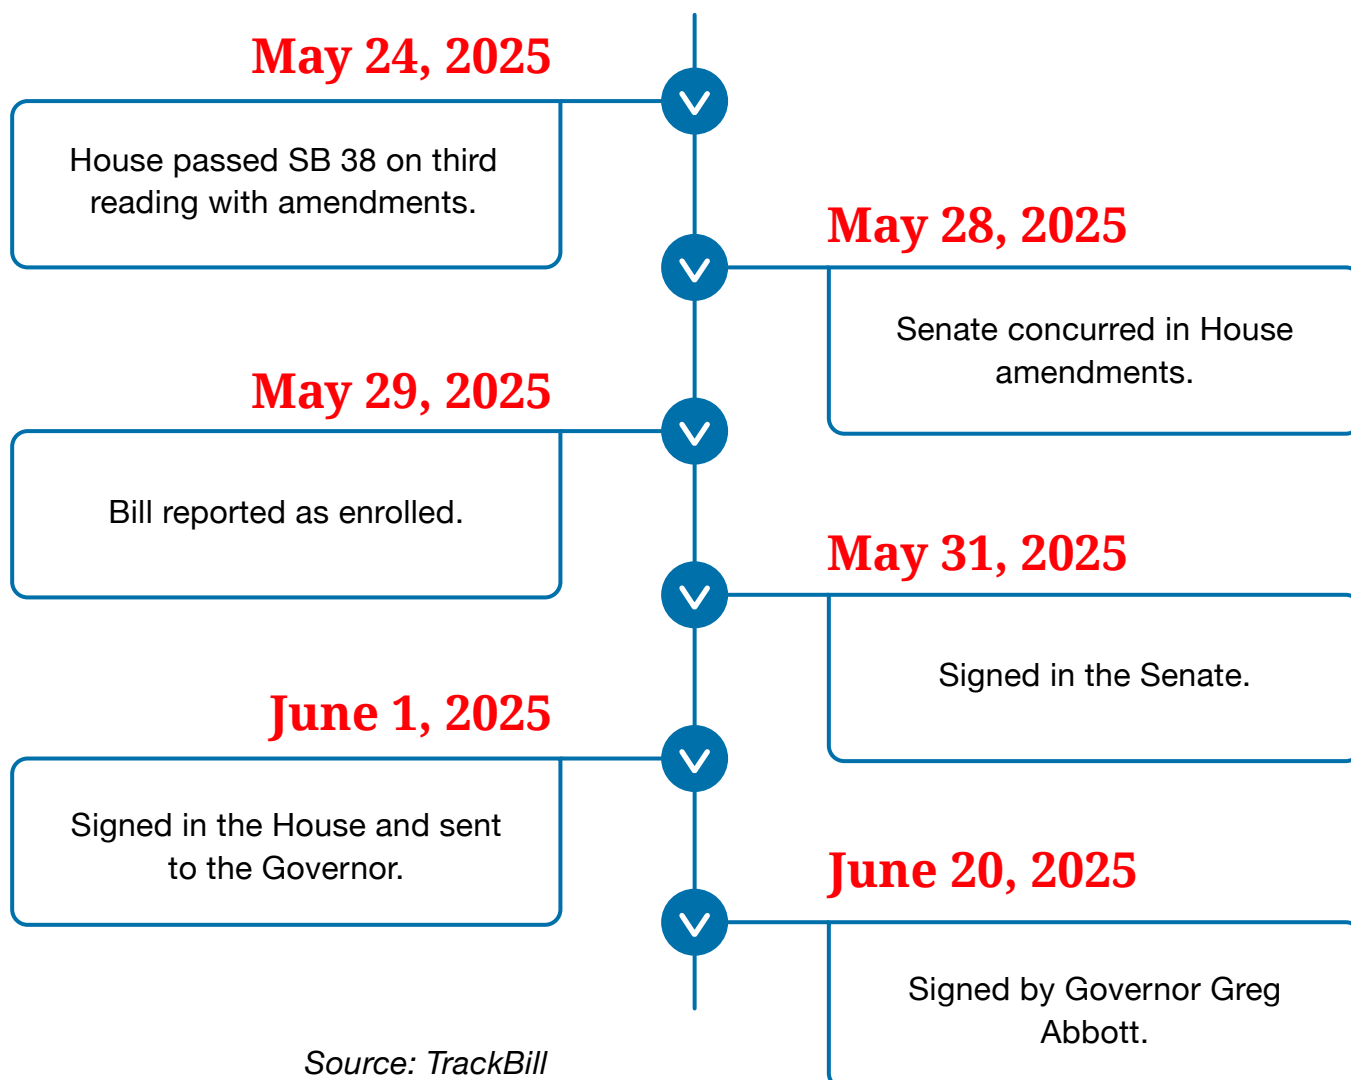 May 24, 2025
House passed SB 38 on third
reading with amendments.
May 28, 2025
Senate concurred in House
amendments.
May 29, 2025
Bill reported as enrolled.
May 31, 2025
Signed in the Senate.
June 1, 2025
Signed in the House and sent
to the Governor.
June 20, 2025
Signed by Governor Greg
Abbott.
Source: TrackBill